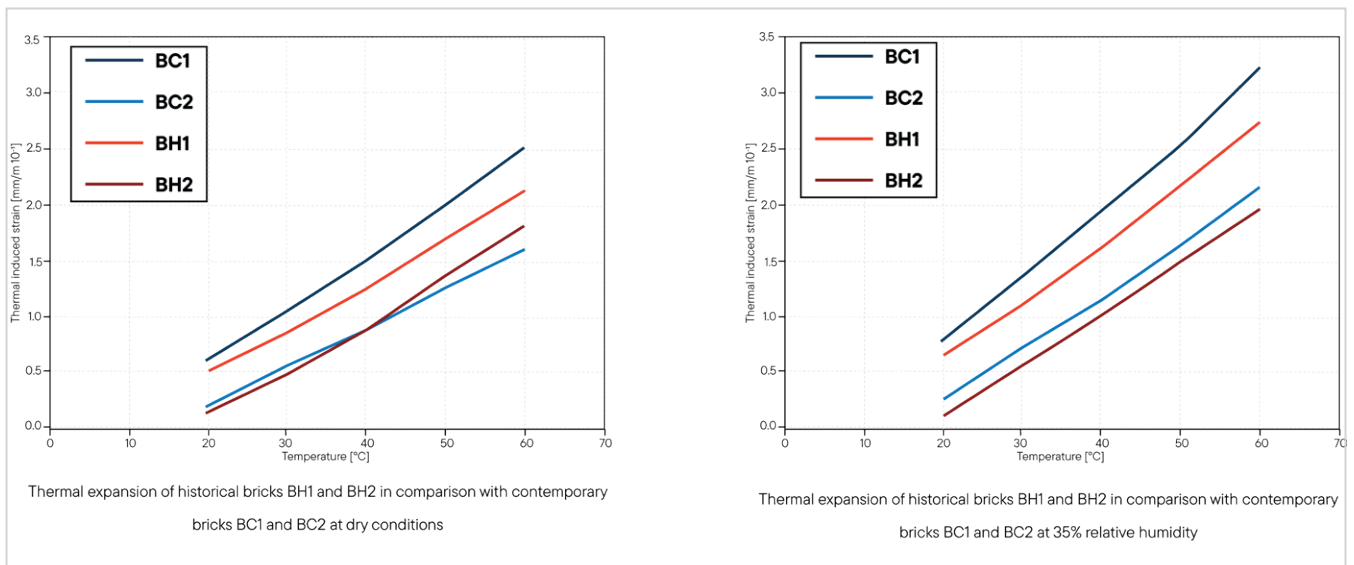 BC1
BC2
BH1
BH2
3.5
3.0
2.5
2.0
1.5
1.0
0.5
0.0
Thermal induced strain [mm/m 10⁻¹]
0 10 20 30 40 50 60 70
Temperature [°C]
Thermal expansion of historical bricks BH1 and BH2 in comparison with contemporary
bricks BC1 and BC2 at dry conditions
BC1
BC2
BH1
BH2
3.5
3.0
2.5
2.0
1.5
1.0
0.5
0.0
Thermal induced strain [mm/m 10⁻¹]
0 10 20 30 40 50 60 70
Temperature [°C]
Thermal expansion of historical bricks BH1 and BH2 in comparison with contemporary
bricks BC1 and BC2 at 35% relative humidity